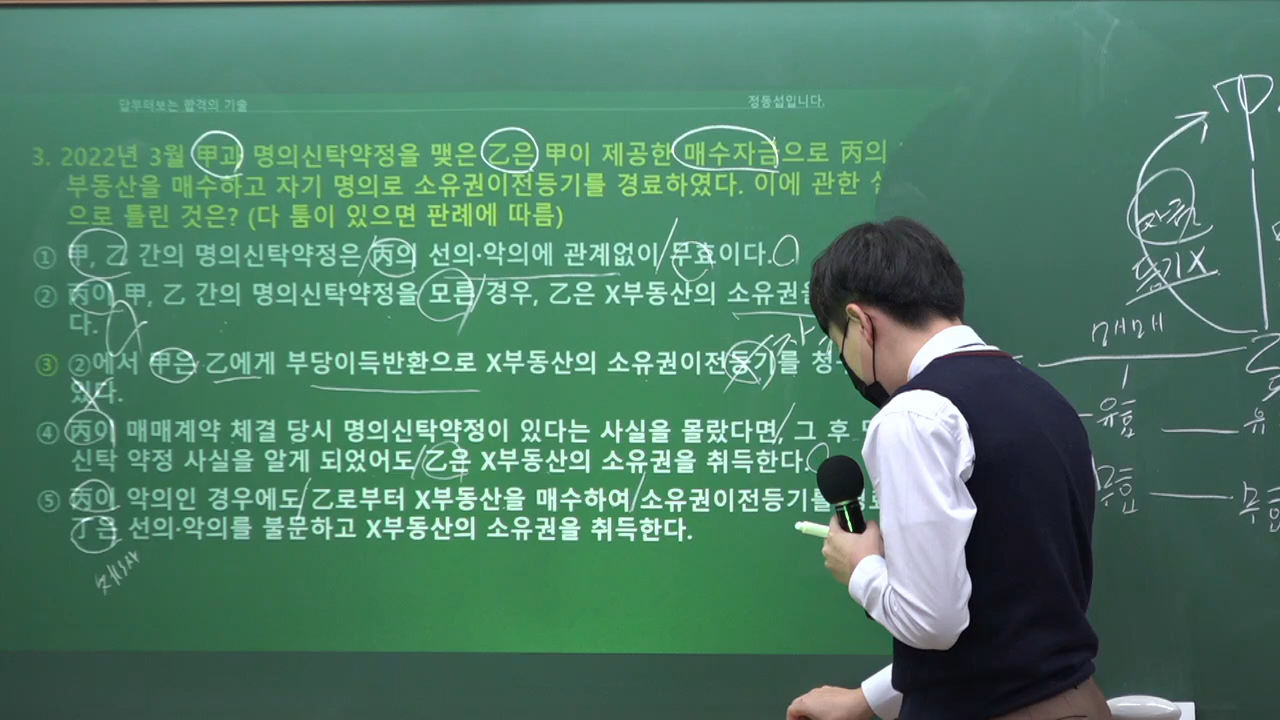 답부터보는 합격의 기술
정동섭입니다.
3. 2022년 3월 甲과 명의신탁약정을 맺은 乙은 甲이 제공한 매수자금으로 丙의
부동산을 매수하고 자기 명의로 소유권이전등기를 경료하였다. 이에 관한
으로 틀린 것은? (다 툼이 있으면 판례에 따름)
① 甲, 乙 간의 명의신탁약정은 丙의 선의·악의에 관계없이 무효이다.
② 丙이 甲, 乙 간의 명의신탁약정을 모른 경우, 乙은 X부동산의 소유권을
다.
③ ②에서 甲은 乙에게 부당이득반환으로 X부동산의 소유권이전등기를 청
있다.
④ 丙이 매매계약 체결 당시 명의신탁약정이 있다는 사실을 몰랐다면, 그 후
신탁 약정 사실을 알게 되었어도 乙은 X부동산의 소유권을 취득한다.
⑤ 丙이 악의인 경우에도 乙로부터 X부동산을 매수하여 소유권이전등기를
丁은 선의·악의를 불문하고 X부동산의 소유권을 취득한다.
甲
자금
등기X
매매
유효 유
무효 무효